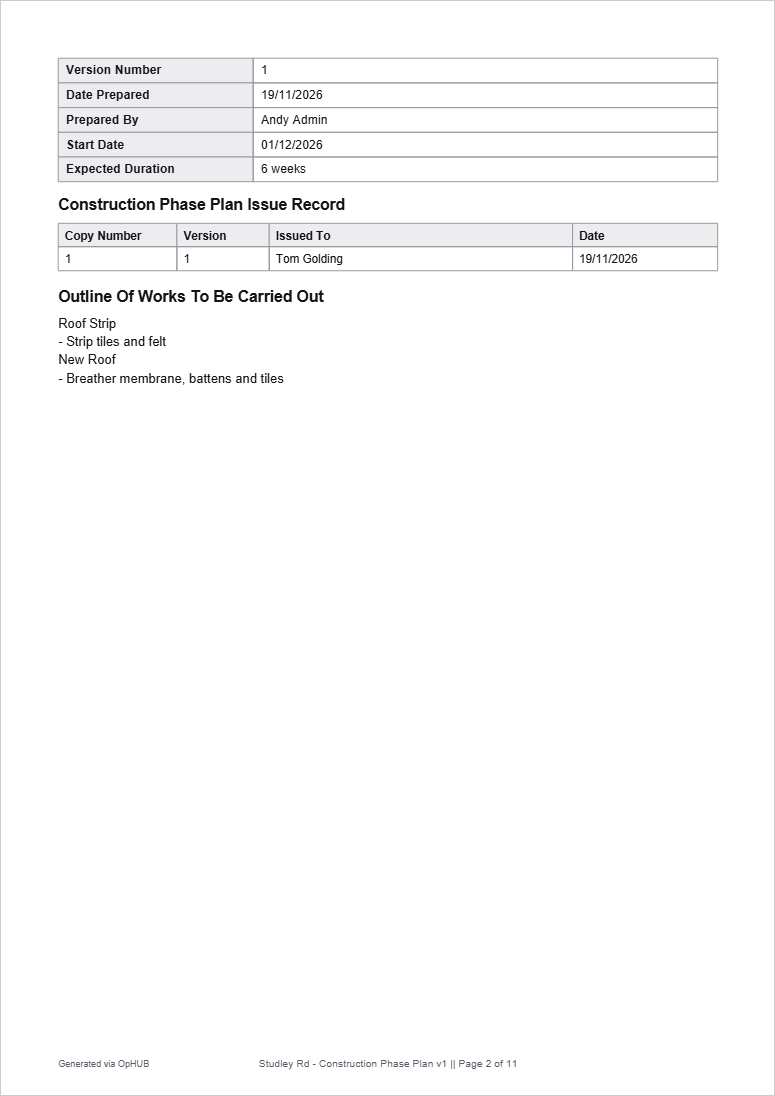 Version Number 1
Date Prepared 19/11/2026
Prepared By Andy Admin
Start Date 01/12/2026
Expected Duration 6 weeks
Construction Phase Plan Issue Record
Copy Number Version Issued To Date
1 1 Tom Golding 19/11/2026
Outline Of Works To Be Carried Out
Roof Strip
- Strip tiles and felt
New Roof
- Breather membrane, battens and tiles
Generated via OpHUB Studley Rd - Construction Phase Plan v1 || Page 2 of 11